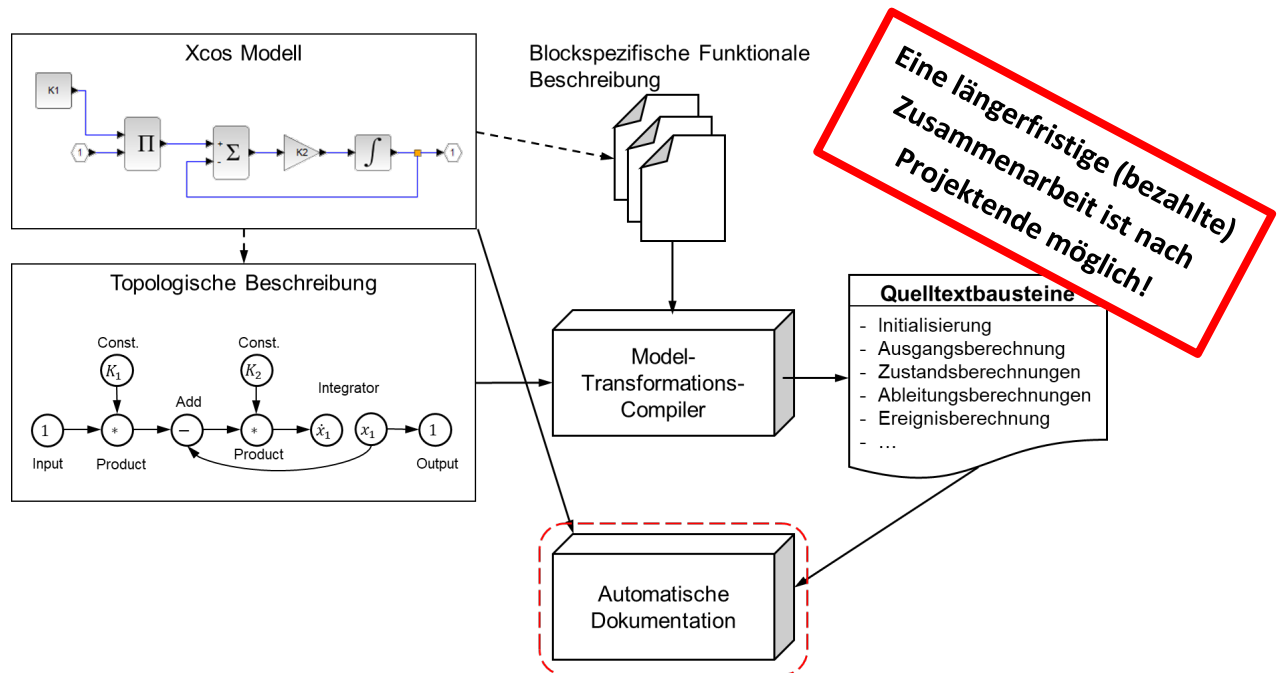 Xcos Modell
K1
1
Π
+
-
Σ
K2
∫
1
Blockspezifische Funktionale
Beschreibung
Eine längerfristige (bezahlte)
Zusammenarbeit ist nach
Projektende möglich!
Topologische Beschreibung
Const.
Const.
K₁
K₂
Integrator
Add
1
*
−
*
ẋ₁
x₁
1
Input
Product
Product
Output
Model-
Transformations-
Compiler
Quelltextbausteine
- Initialisierung
- Ausgangsberechnung
- Zustandsberechnungen
- Ableitungsberechnungen
- Ereignisberechnung
- …
Automatische
Dokumentation